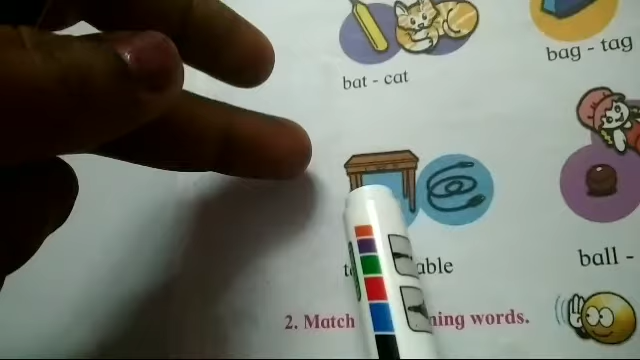 bat - cat
bag - tag
ball -
2. Match words.